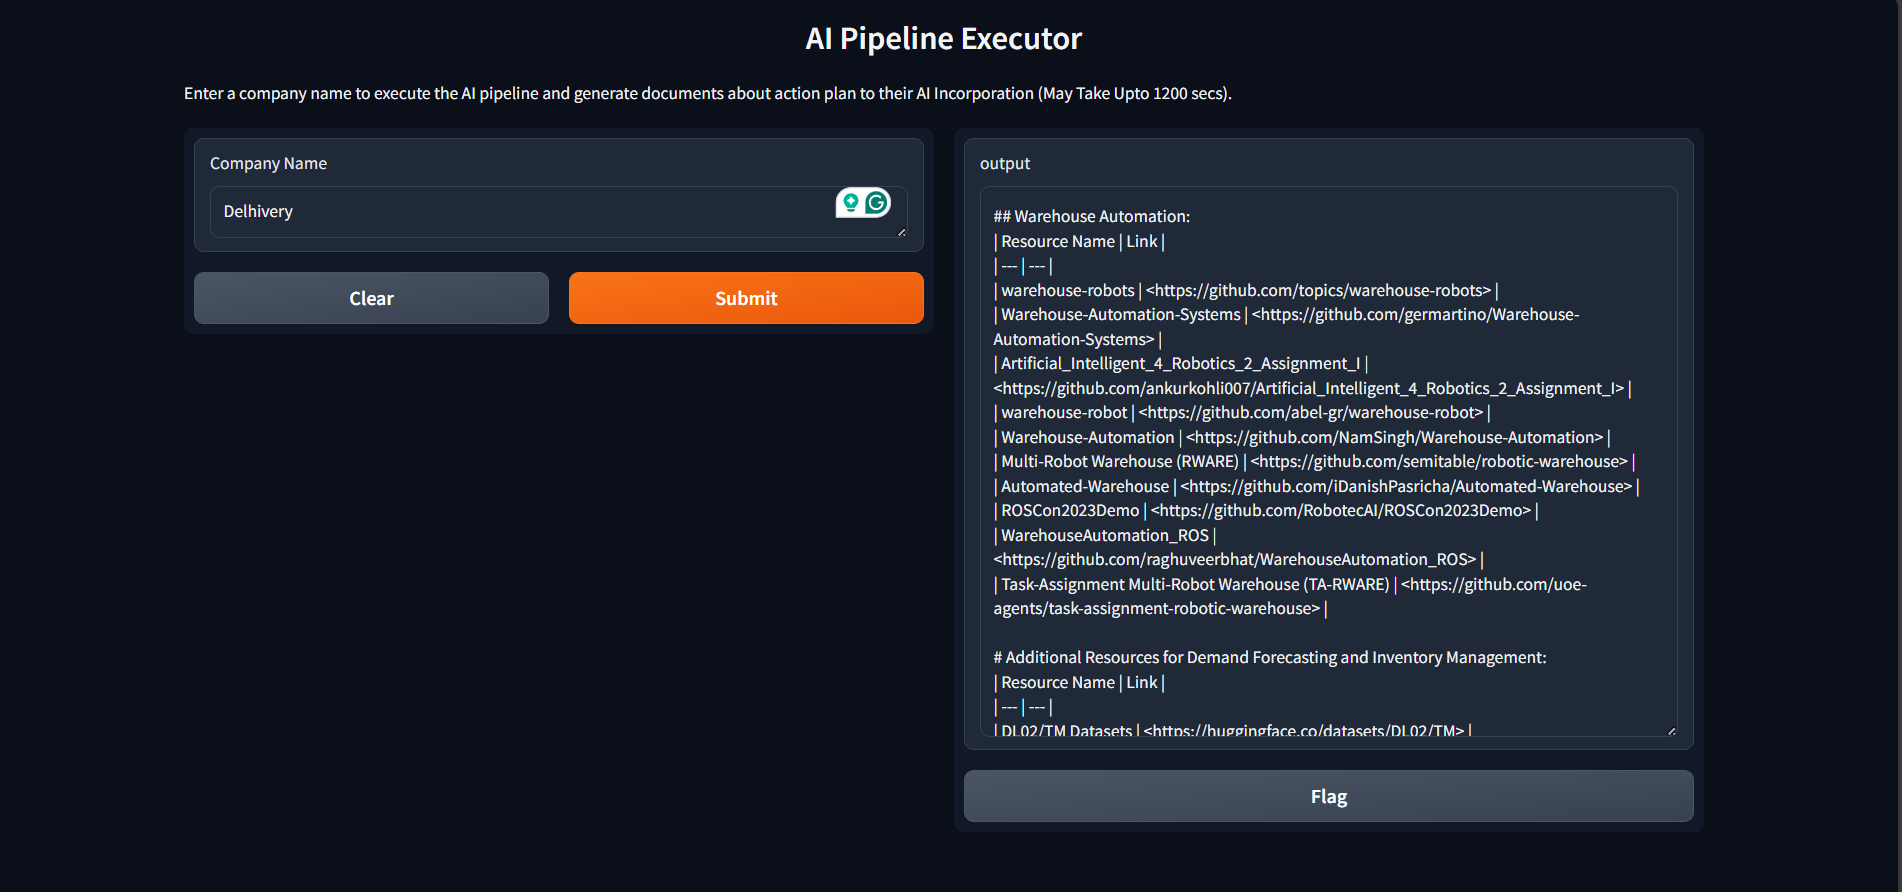 AI Pipeline Executor
Enter a company name to execute the AI pipeline and generate documents about action plan to their AI Incorporation (May Take Upto 1200 secs).
Company Name
Delhivery
Clear
Submit
output
## Warehouse Automation:
| Resource Name | Link |
| --- | --- |
| warehouse-robots | <https://github.com/topics/warehouse-robots> |
| Warehouse-Automation-Systems | <https://github.com/germartino/Warehouse-
Automation-Systems> |
| Artificial_Intelligent_4_Robotics_2_Assignment_I |
<https://github.com/ankurkohli007/Artificial_Intelligent_4_Robotics_2_Assignment_I> |
| warehouse-robot | <https://github.com/abel-gr/warehouse-robot> |
| Warehouse-Automation | <https://github.com/NamSingh/Warehouse-Automation> |
| Multi-Robot Warehouse (RWARE) | <https://github.com/semitable/robotic-warehouse> |
| Automated-Warehouse | <https://github.com/iDanishPasricha/Automated-Warehouse> |
| ROSCon2023Demo | <https://github.com/RobotecAI/ROSCon2023Demo> |
| WarehouseAutomation_ROS |
<https://github.com/raghuveerbhat/WarehouseAutomation_ROS> |
| Task-Assignment Multi-Robot Warehouse (TA-RWARE) | <https://github.com/uoe-
agents/task-assignment-robotic-warehouse> |
# Additional Resources for Demand Forecasting and Inventory Management:
| Resource Name | Link |
| --- | --- |
| DL02/TM Datasets | <https://huggingface.co/datasets/DL02/TM> |
Flag